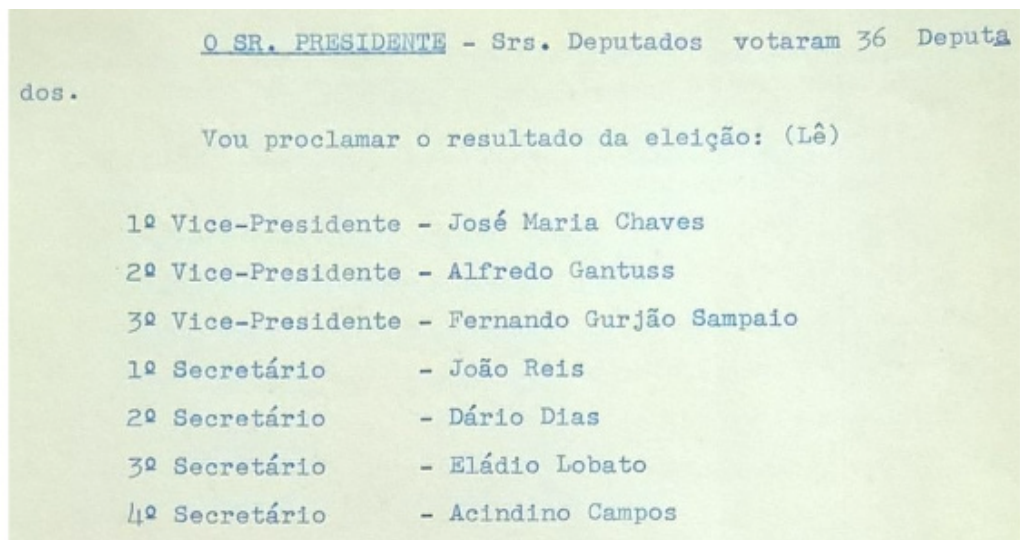 O SR. PRESIDENTE - Srs. Deputados votaram 36 Deputa
dos.
Vou proclamar o resultado da eleição: (Lê)
1º Vice-Presidente - José Maria Chaves
2º Vice-Presidente - Alfredo Gantuss
3º Vice-Presidente - Fernando Gurjão Sampaio
1º Secretário - João Reis
2º Secretário - Dário Dias
3º Secretário - Eládio Lobato
4º Secretário - Acindino Campos